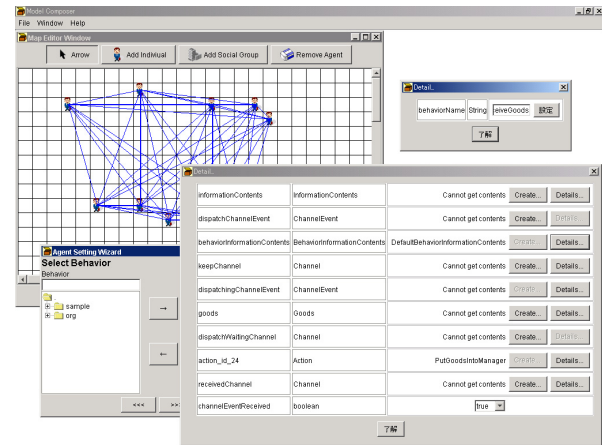 Model Composer
File Window Help
Map Editor Window
Arrow Add Indiviual Add Social Group Remove Agent
Detail..
behaviorName String eiveGoods 設定
了解
Detail..
informationContents InformationContents Cannot get contents Create... Details...
dispatchChannelEvent ChannelEvent Cannot get contents Create... Details...
behaviorInformationContents BehaviorInformationContents DefaultBehaviorInformationContents Create... Details...
keepChannel Channel Cannot get contents Create... Details...
dispatchingChannelEvent ChannelEvent Cannot get contents Create... Details...
goods Goods Cannot get contents Create... Details...
dispatchWaitingChannel Channel Cannot get contents Create... Details...
action_id_24 Action PutGoodsIntoManager Create... Details...
receivedChannel Channel Cannot get contents Create... Details...
channelEventReceived boolean true
了解
Agent Setting Wizard
Select Behavior
Behavior
sample
org
→
←
<<< >>